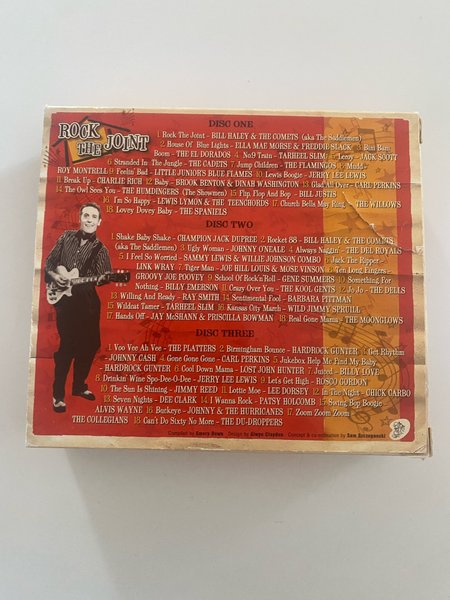 ROCK
THE
JOINT
DISC ONE
1. Rock The Joint - BILL HALEY & THE COMETS (aka The Saddlemen)
2. House Of Blue Lights - ELLA MAE MORSE & FREDDIE SLACK 3. Bim Bam
Boom - THE EL DORADOS 4. No.9 Train - TARHEEL SLIM 5. Leroy - JACK SCOTT
6. Stranded In The Jungle - THE CADETS 7. Jump Children - THE FLAMINGOS 8.
ROY MONTRELL 9. Feelin' Bad - LITTLE JUNIOR'S BLUE FLAMES 10. Lewis Boogie - JERRY LEE LEWIS
11. Break Up - CHARLIE RICH 12. Baby - BROOK BENTON & DINAH WASHINGTON 13. Glad All Over - CARL PERKINS
14. The Owl Sees You - THE HUMDINGERS (The Showmen) 15. Flip Flop And Bop - BILL JUSTIS
16. I'm So Happy - LEWIS LYMON & THE TEENCHORDS 17. Church Bells May Ring - THE WILLOWS
18. Lovey Dovey Baby - THE SPANIELS
DISC TWO
1. Shake Baby Shake - CHAMPION JACK DUPREE 2. Rocket 88 - BILL HALEY & THE COMETS
(aka The Saddlemen) 3. Ugly Woman - JOHNNY O'NEALE 4. Always Naggin' - THE DEL ROYALS
5. I Feel So Worried - SAMMY LEWIS & WILLIE JOHNSON COMBO 6. Jack The Ripper -
LINK WRAY 7. Tiger Man - JOE HILL LOUIS & MOSE VINSON 8. Ten Long Fingers -
GROOVY JOE POOVEY 9. School Of Rock'n'Roll - GENE SUMMERS 10. Something For
Nothing - BILLY EMERSON 11. Crazy Over You - THE KOOL GENTS 12. Jo Jo - THE DELLS
13. Willing And Ready - RAY SMITH 14. Sentimental Fool - BARBARA PITTMAN
15. Wildcat Tamer - TARHEEL SLIM 16. Kansas City March - WILD JIMMY SPRUILL
17. Hands Off - JAY McSHANN & PRISCILLA BOWMAN 18. Real Gone Mama - THE MOONGLOWS
DISC THREE
1. Voo Vee Ah Vee - THE PLATTERS 2. Birmingham Bounce - HARDROCK GUNTER 3. Get Rhythm
- JOHNNY CASH 4. Gone Gone Gone - CARL PERKINS 5. Jukebox Help Me Find My Baby
- HARDROCK GUNTER 6. Cool Down Mama - LOST JOHN HUNTER 7. Juiced - BILLY LOVE
8. Drinkin' Wine Spo-Dee-O-Dee - JERRY LEE LEWIS 9. Let's Get High - ROSCO GORDON
10. The Sun Is Shining - JIMMY REED 11. Lottie Moe - LEE DORSEY 12. In The Night - CHICK CARBO
13. Seven Nights - DEE CLARK 14. I Wanna Rock - PATSY HOLCOMB 15. Swing Bop Boogie
ALVIS WAYNE 16. Buckeye - JOHNNY & THE HURRICANES 17. Zoom Zoom Zoom
THE COLLEGIANS 18. Can't Do Sixty No More - THE DU-DROPPERS
Compiled by Design by Alwyn Clayden Concept & co-ordination by Sam Szczepanski